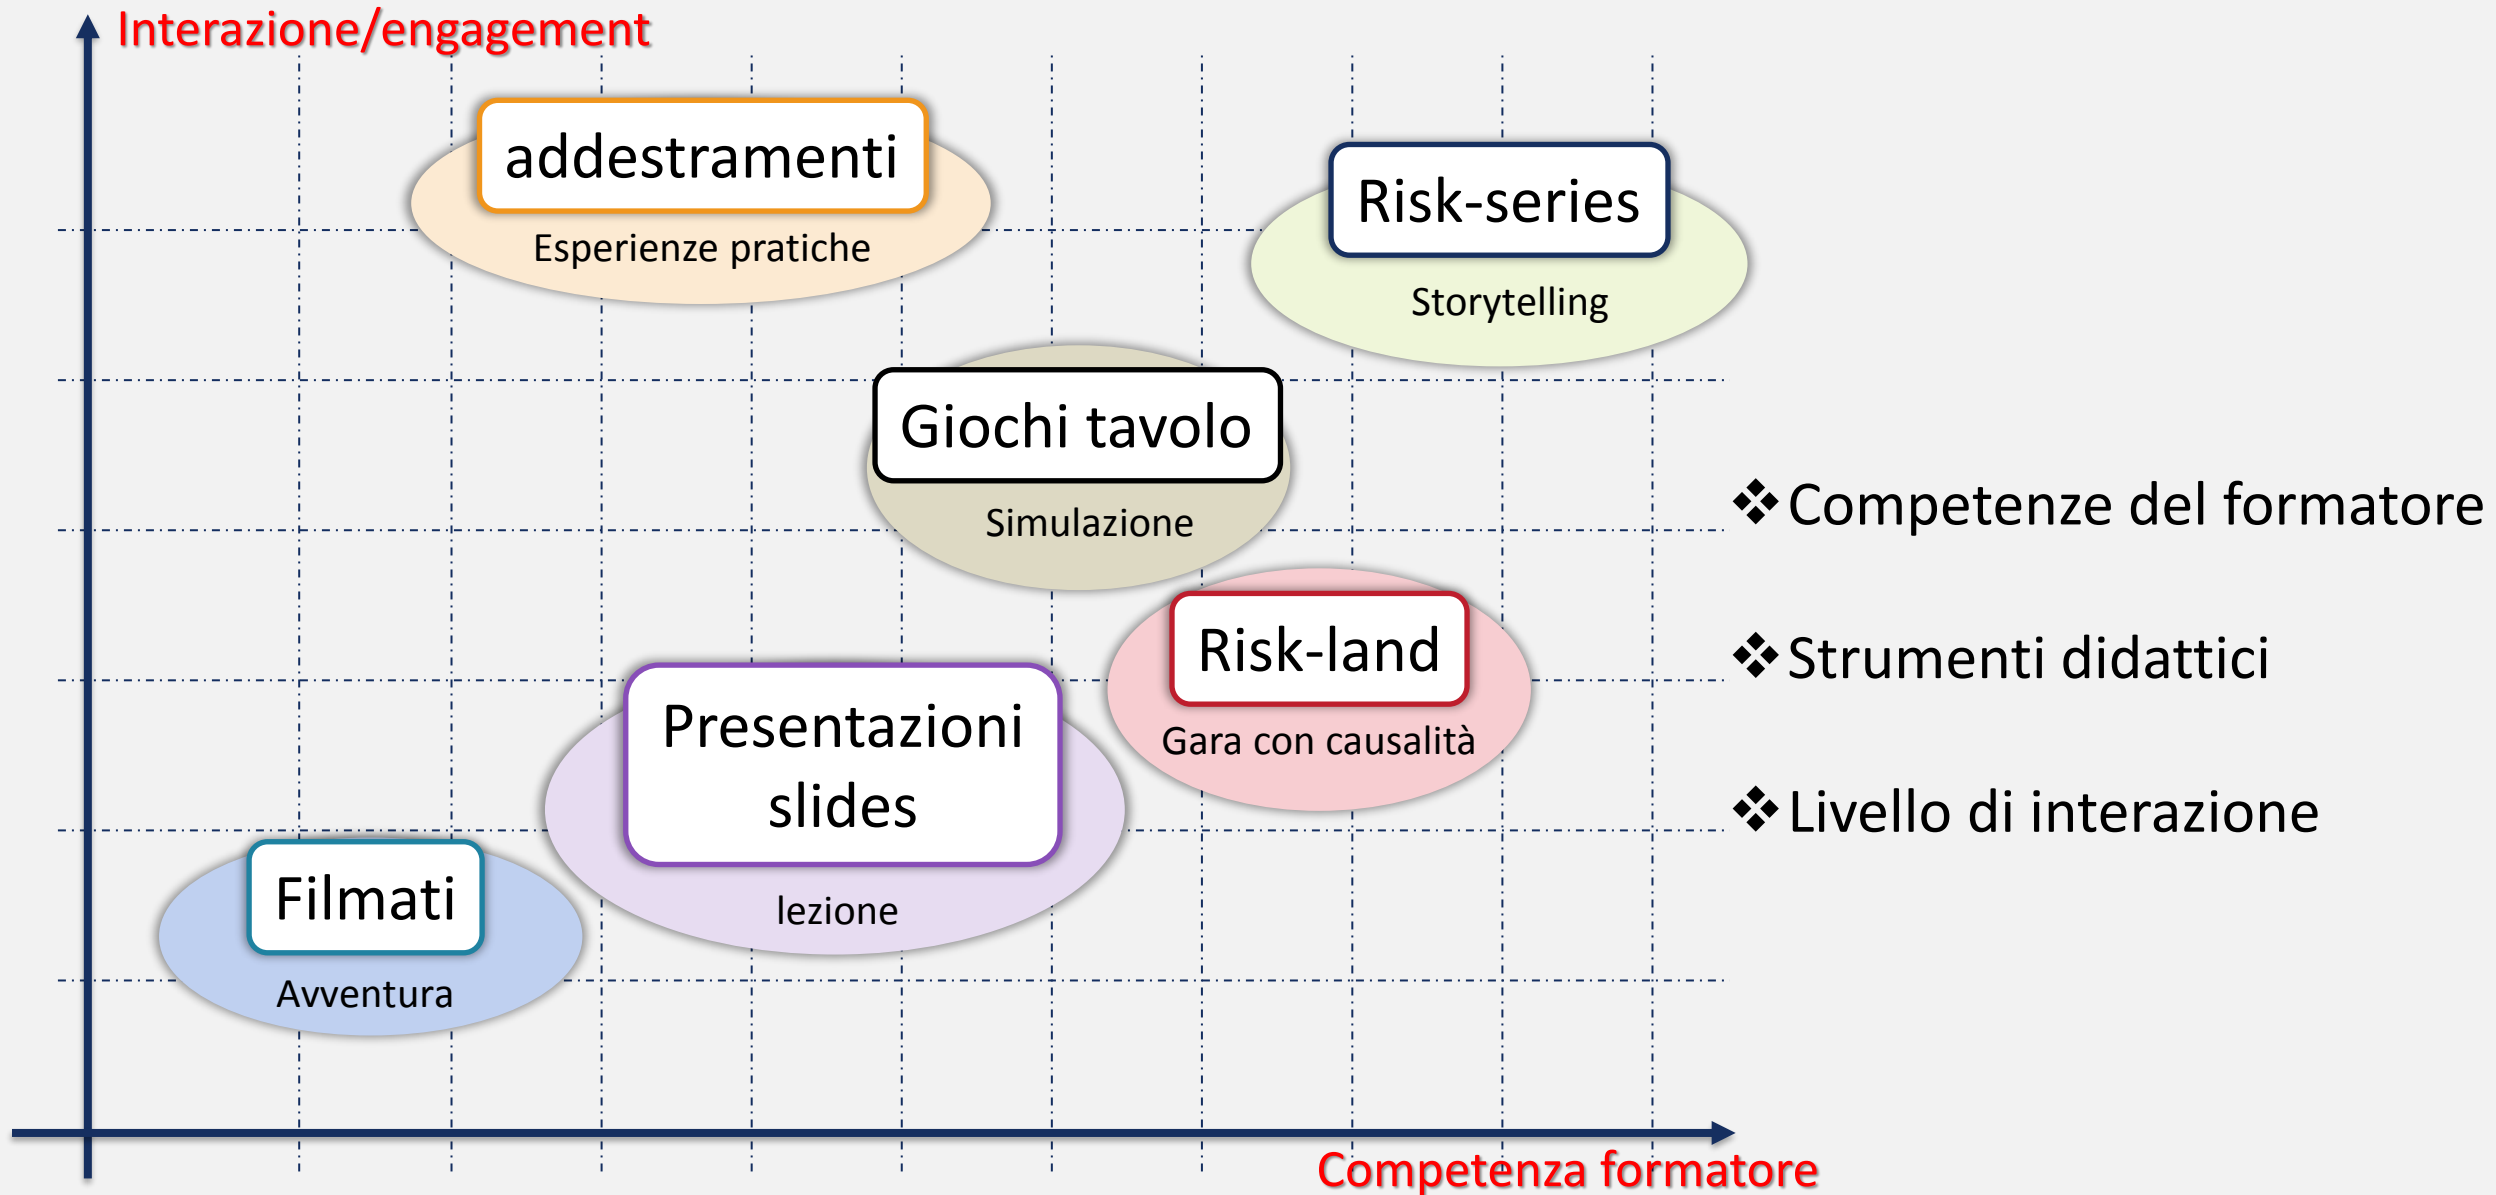 Interazione/engagement
addestramenti
Esperienze pratiche
Risk-series
Storytelling
Giochi tavolo
Simulazione
Risk-land
Gara con causalità
Presentazioni
slides
lezione
Filmati
Avventura
❖Competenze del formatore
❖Strumenti didattici
❖Livello di interazione
Competenza formatore